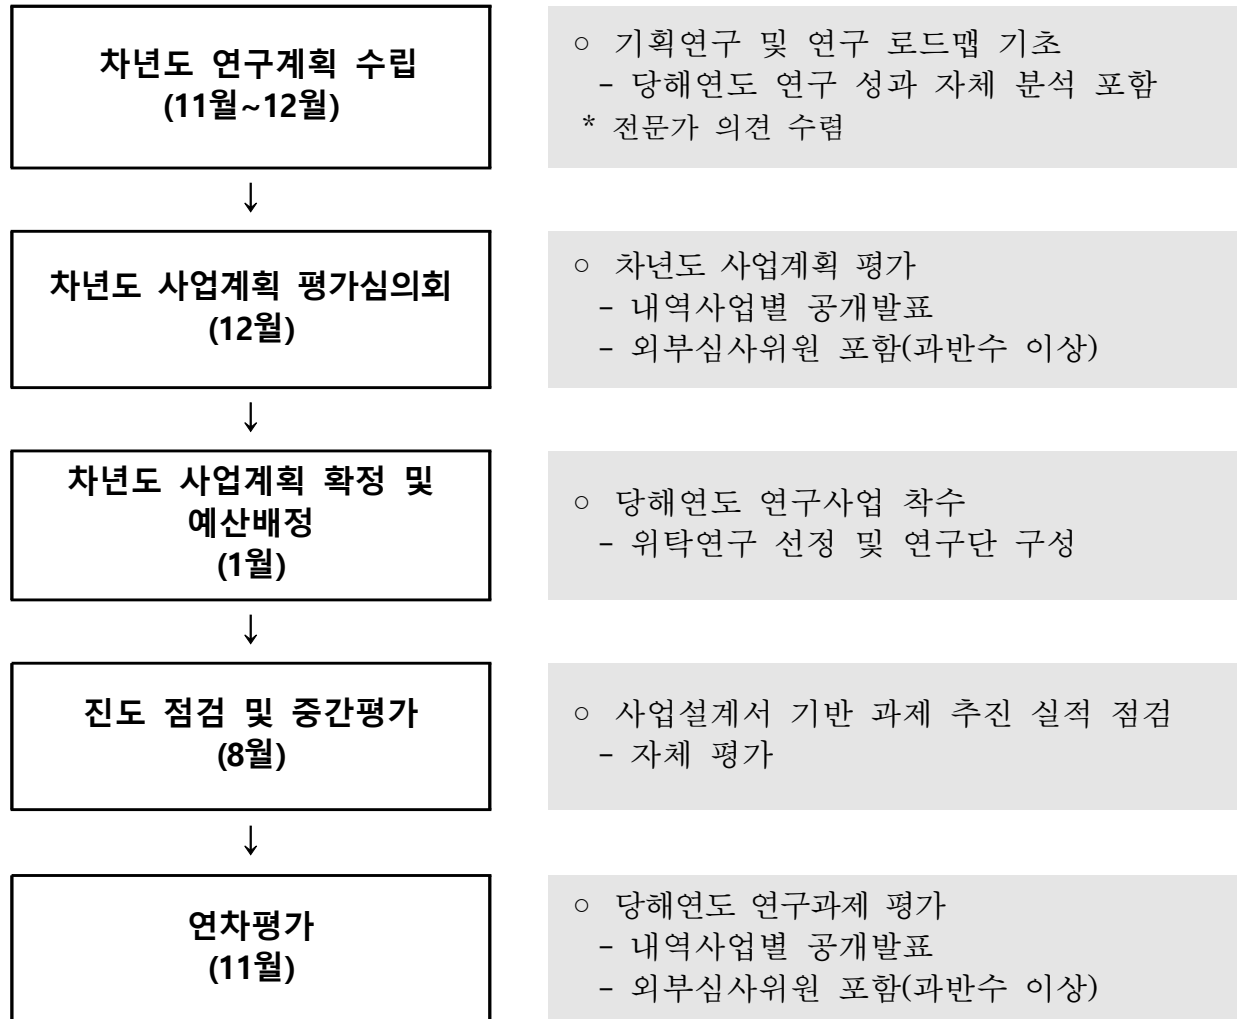 차년도 연구계획 수립
(11월~12월)
○ 기획연구 및 연구 로드맵 기초
- 당해연도 연구 성과 자체 분석 포함
* 전문가 의견 수렴
↓
차년도 사업계획 평가심의회
(12월)
○ 차년도 사업계획 평가
- 내역사업별 공개발표
- 외부심사위원 포함(과반수 이상)
↓
차년도 사업계획 확정 및
예산배정
(1월)
○ 당해연도 연구사업 착수
- 위탁연구 선정 및 연구단 구성
↓
진도 점검 및 중간평가
(8월)
○ 사업설계서 기반 과제 추진 실적 점검
- 자체 평가
↓
연차평가
(11월)
○ 당해연도 연구과제 평가
- 내역사업별 공개발표
- 외부심사위원 포함(과반수 이상)